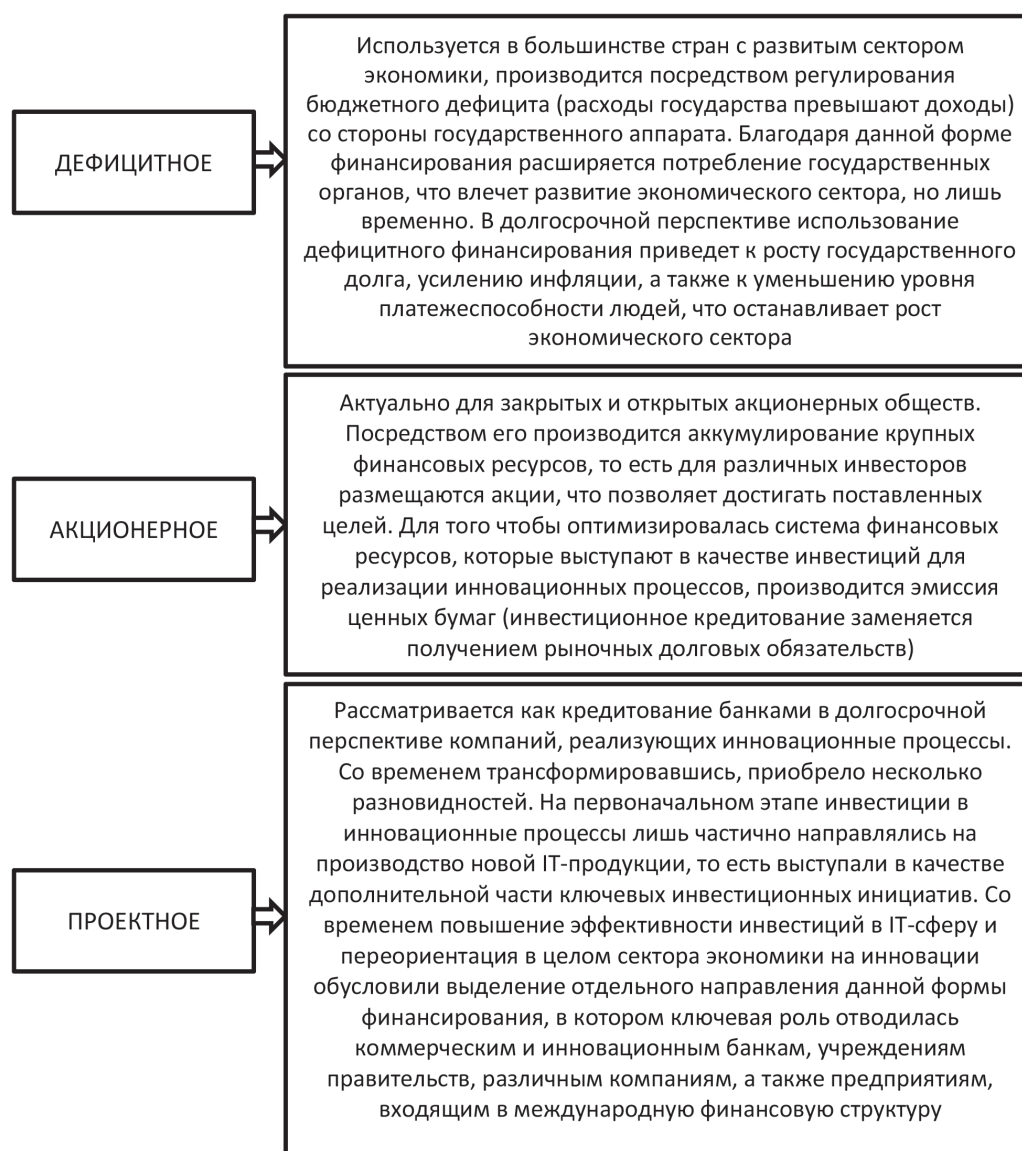 ДЕФИЦИТНОЕ
Используется в большинстве стран с развитым сектором
экономики, производится посредством регулирования
бюджетного дефицита (расходы государства превышают доходы)
со стороны государственного аппарата. Благодаря данной форме
финансирования расширяется потребление государственных
органов, что влечет развитие экономического сектора, но лишь
временно. В долгосрочной перспективе использование
дефицитного финансирования приведет к росту государственного
долга, усилению инфляции, а также к уменьшению уровня
платежеспособности людей, что останавливает рост
экономического сектора
АКЦИОНЕРНОЕ
Актуально для закрытых и открытых акционерных обществ.
Посредством его производится аккумулирование крупных
финансовых ресурсов, то есть для различных инвесторов
размещаются акции, что позволяет достигать поставленных
целей. Для того чтобы оптимизировалась система финансовых
ресурсов, которые выступают в качестве инвестиций для
реализации инновационных процессов, производится эмиссия
ценных бумаг (инвестиционное кредитование заменяется
получением рыночных долговых обязательств)
ПРОЕКТНОЕ
Рассматривается как кредитование банками в долгосрочной
перспективе компаний, реализующих инновационные процессы.
Со временем трансформировавшись, приобрело несколько
разновидностей. На первоначальном этапе инвестиции в
инновационные процессы лишь частично направлялись на
производство новой IT-продукции, то есть выступали в качестве
дополнительной части ключевых инвестиционных инициатив. Со
временем повышение эффективности инвестиций в IT-сферу и
переориентация в целом сектора экономики на инновации
обусловили выделение отдельного направления данной формы
финансирования, в котором ключевая роль отводилась
коммерческим и инновационным банкам, учреждениям
правительств, различным компаниям, а также предприятиям,
входящим в международную финансовую структуру